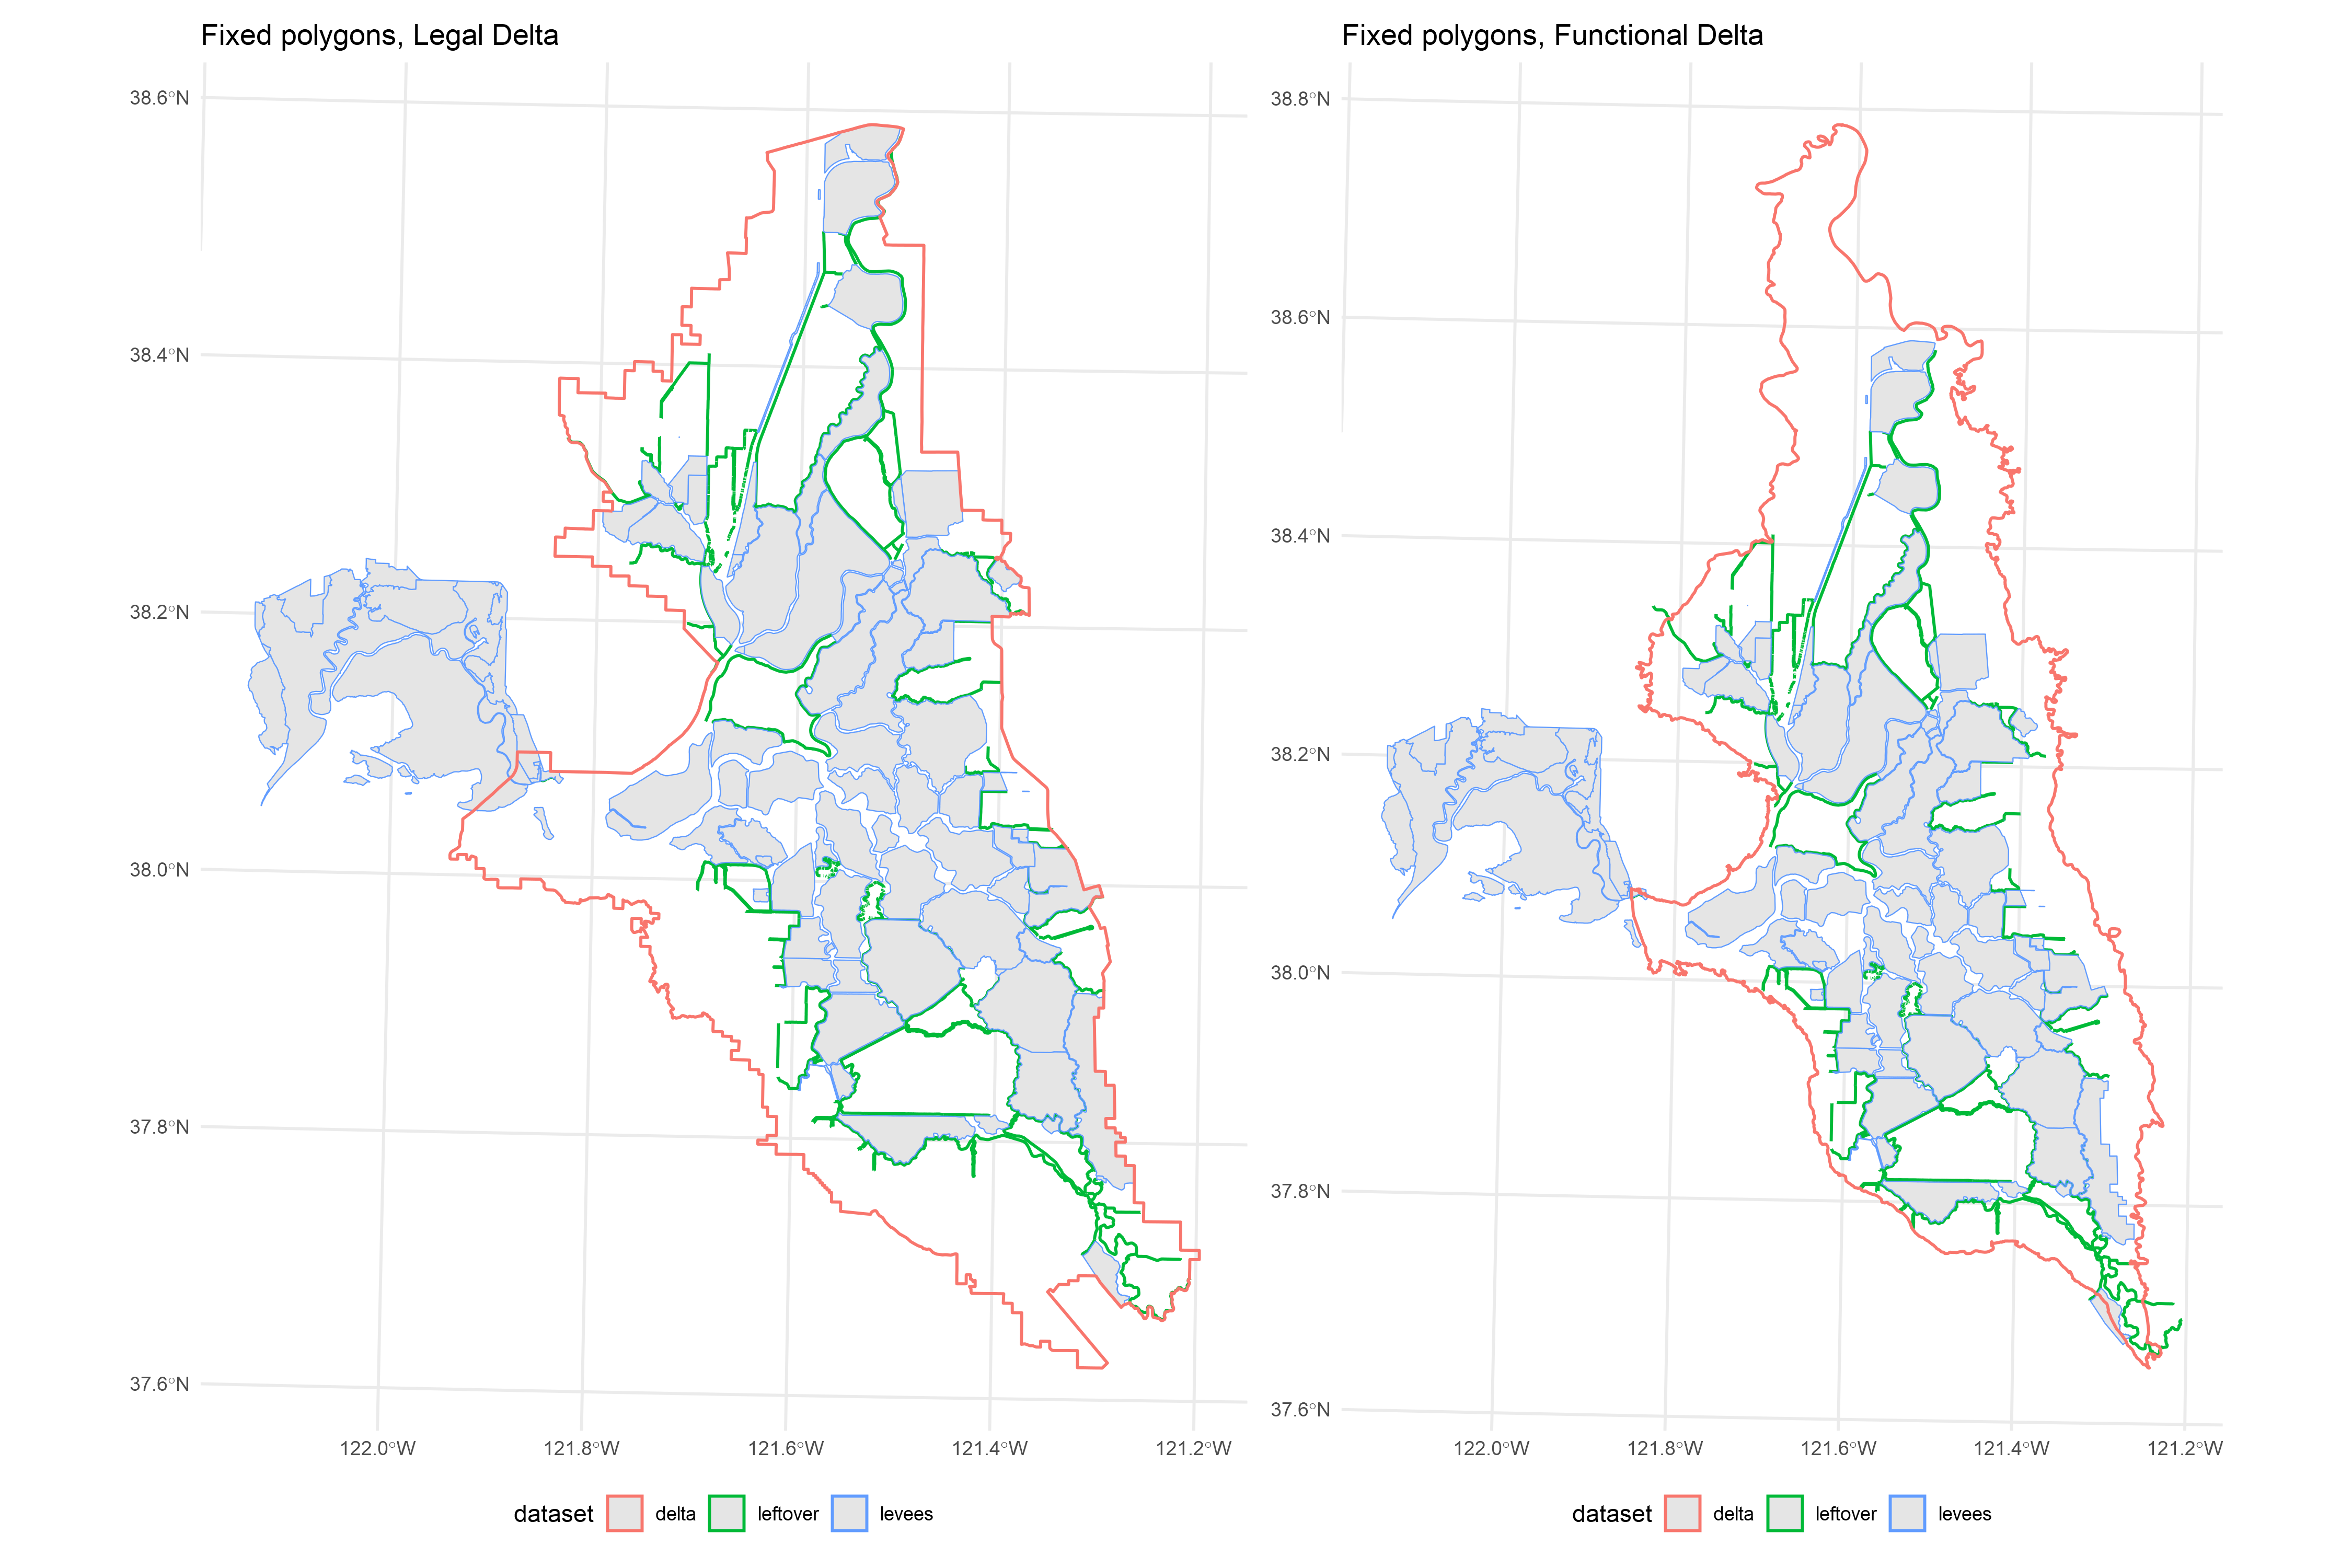 Fixed polygons, Legal Delta
38.6°N
38.4°N
38.2°N
38.0°N
37.8°N
37.6°N
122.0°W 121.8°W 121.6°W 121.4°W 121.2°W
dataset delta leftover levees
Fixed polygons, Functional Delta
38.8°N
38.6°N
38.4°N
38.2°N
38.0°N
37.8°N
37.6°N
122.0°W 121.8°W 121.6°W 121.4°W 121.2°W
dataset delta leftover levees